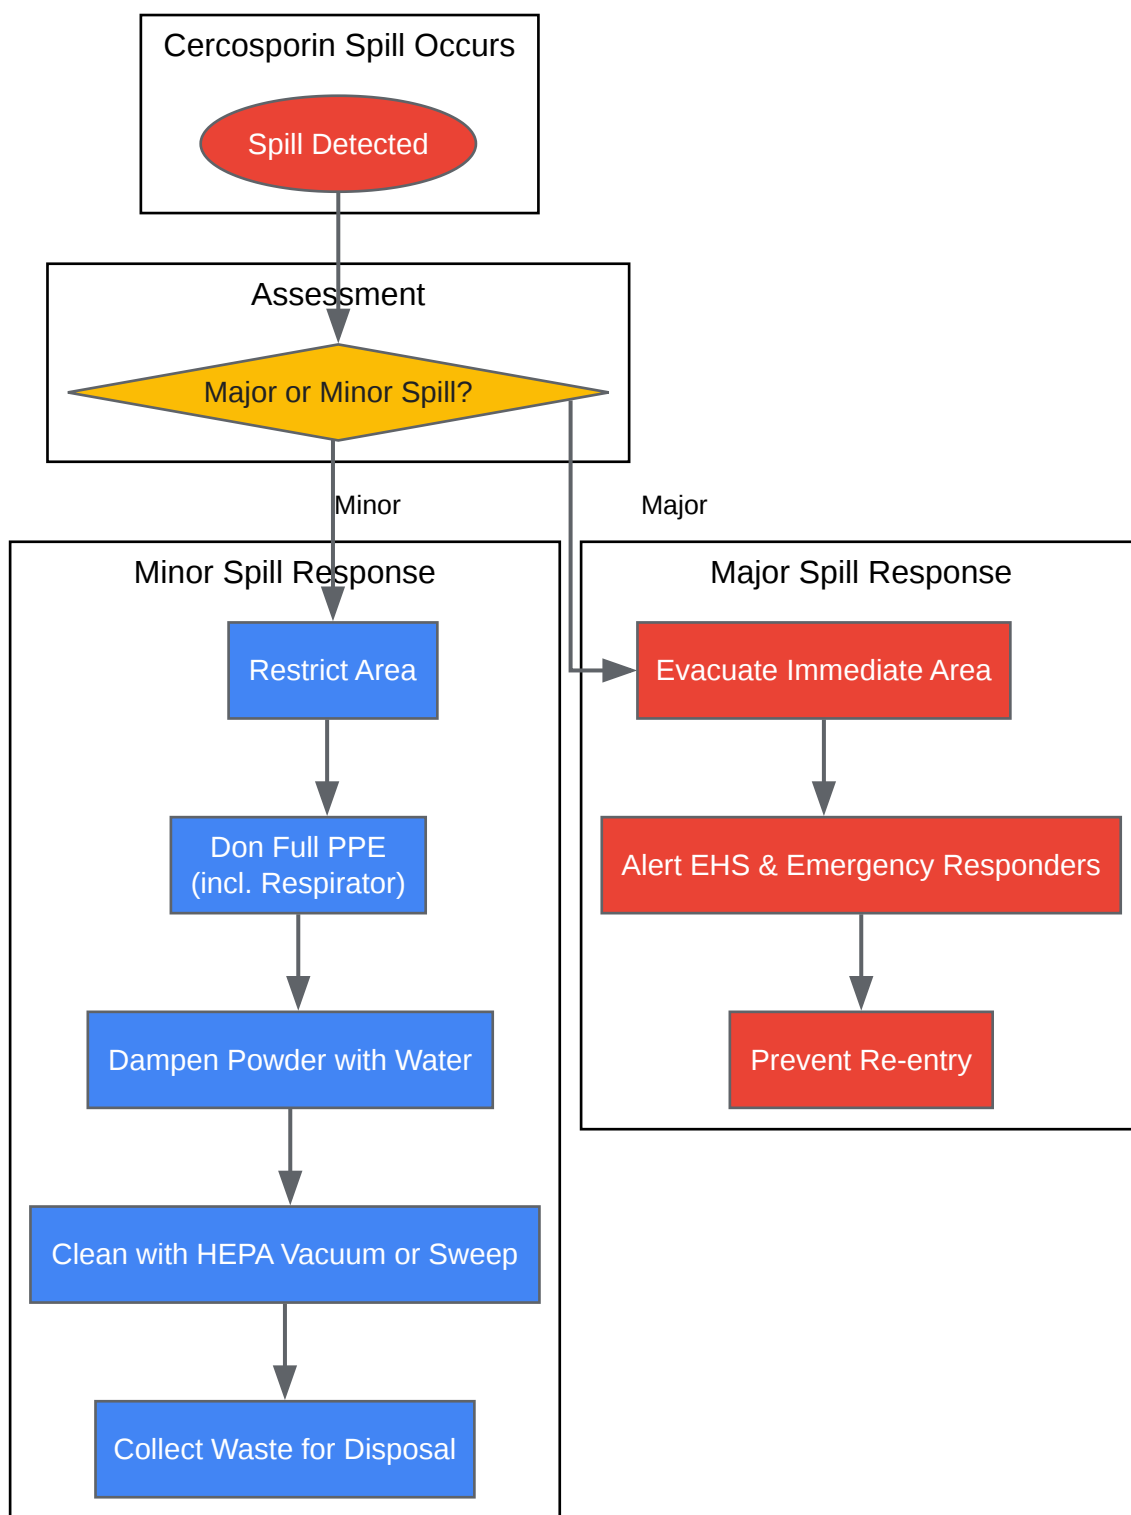 Cercosporin Spill Occurs
Spill Detected
Assessment
Major or Minor Spill?
Minor
Major
Minor Spill Response
Restrict Area
Don Full PPE
(incl. Respirator)
Dampen Powder with Water
Clean with HEPA Vacuum or Sweep
Collect Waste for Disposal
Major Spill Response
Evacuate Immediate Area
Alert EHS & Emergency Responders
Prevent Re-entry